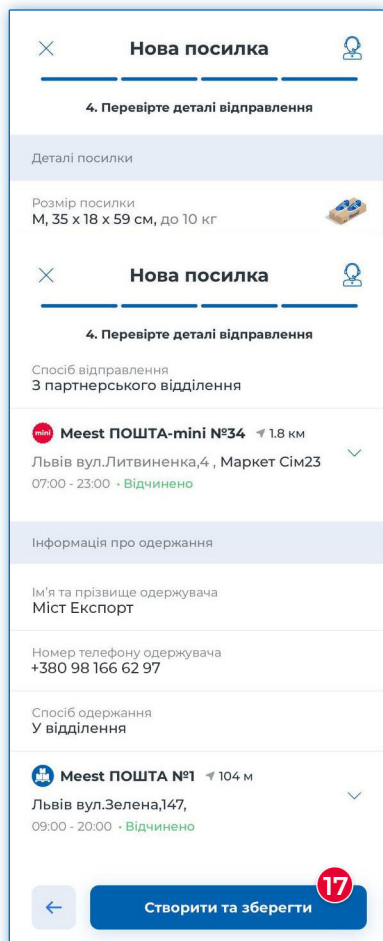 Нова посилка
4. Перевірте деталі відправлення
Деталі посилки
Розмір посилки
M, 35 x 18 x 59 см, до 10 кг
Нова посилка
4. Перевірте деталі відправлення
Спосіб відправлення
З партнерського відділення
mini Meest ПОШТА-mini №34 1.8 км
Львів вул.Литвиненка,4 , Маркет Сім23
07:00 - 23:00 • Відчинено
Інформація про одержання
Ім'я та прізвище одержувача
Міст Експорт
Номер телефону одержувача
+380 98 166 62 97
Спосіб одержання
У відділення
Meest ПОШТА №1 104 м
Львів вул.Зелена,147,
09:00 - 20:00 • Відчинено
17
Створити та зберегти